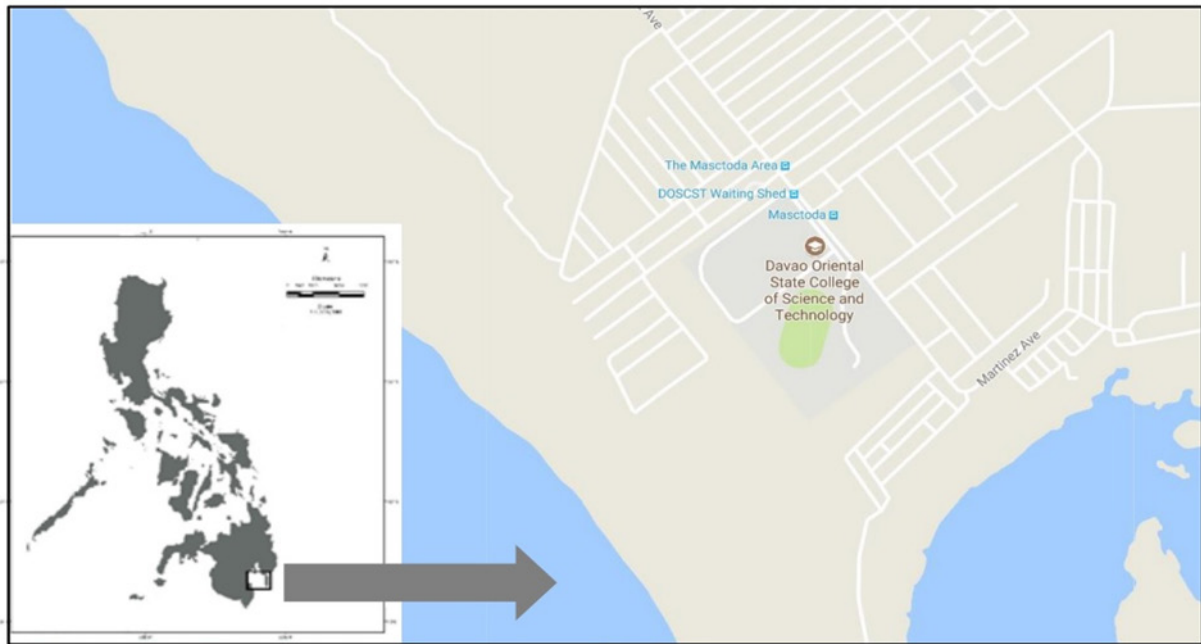 Ave
The Masctoda Area
DOSCST Waiting Shed
Masctoda
Davao Oriental
State College
of Science and
Technology
Martinez Ave